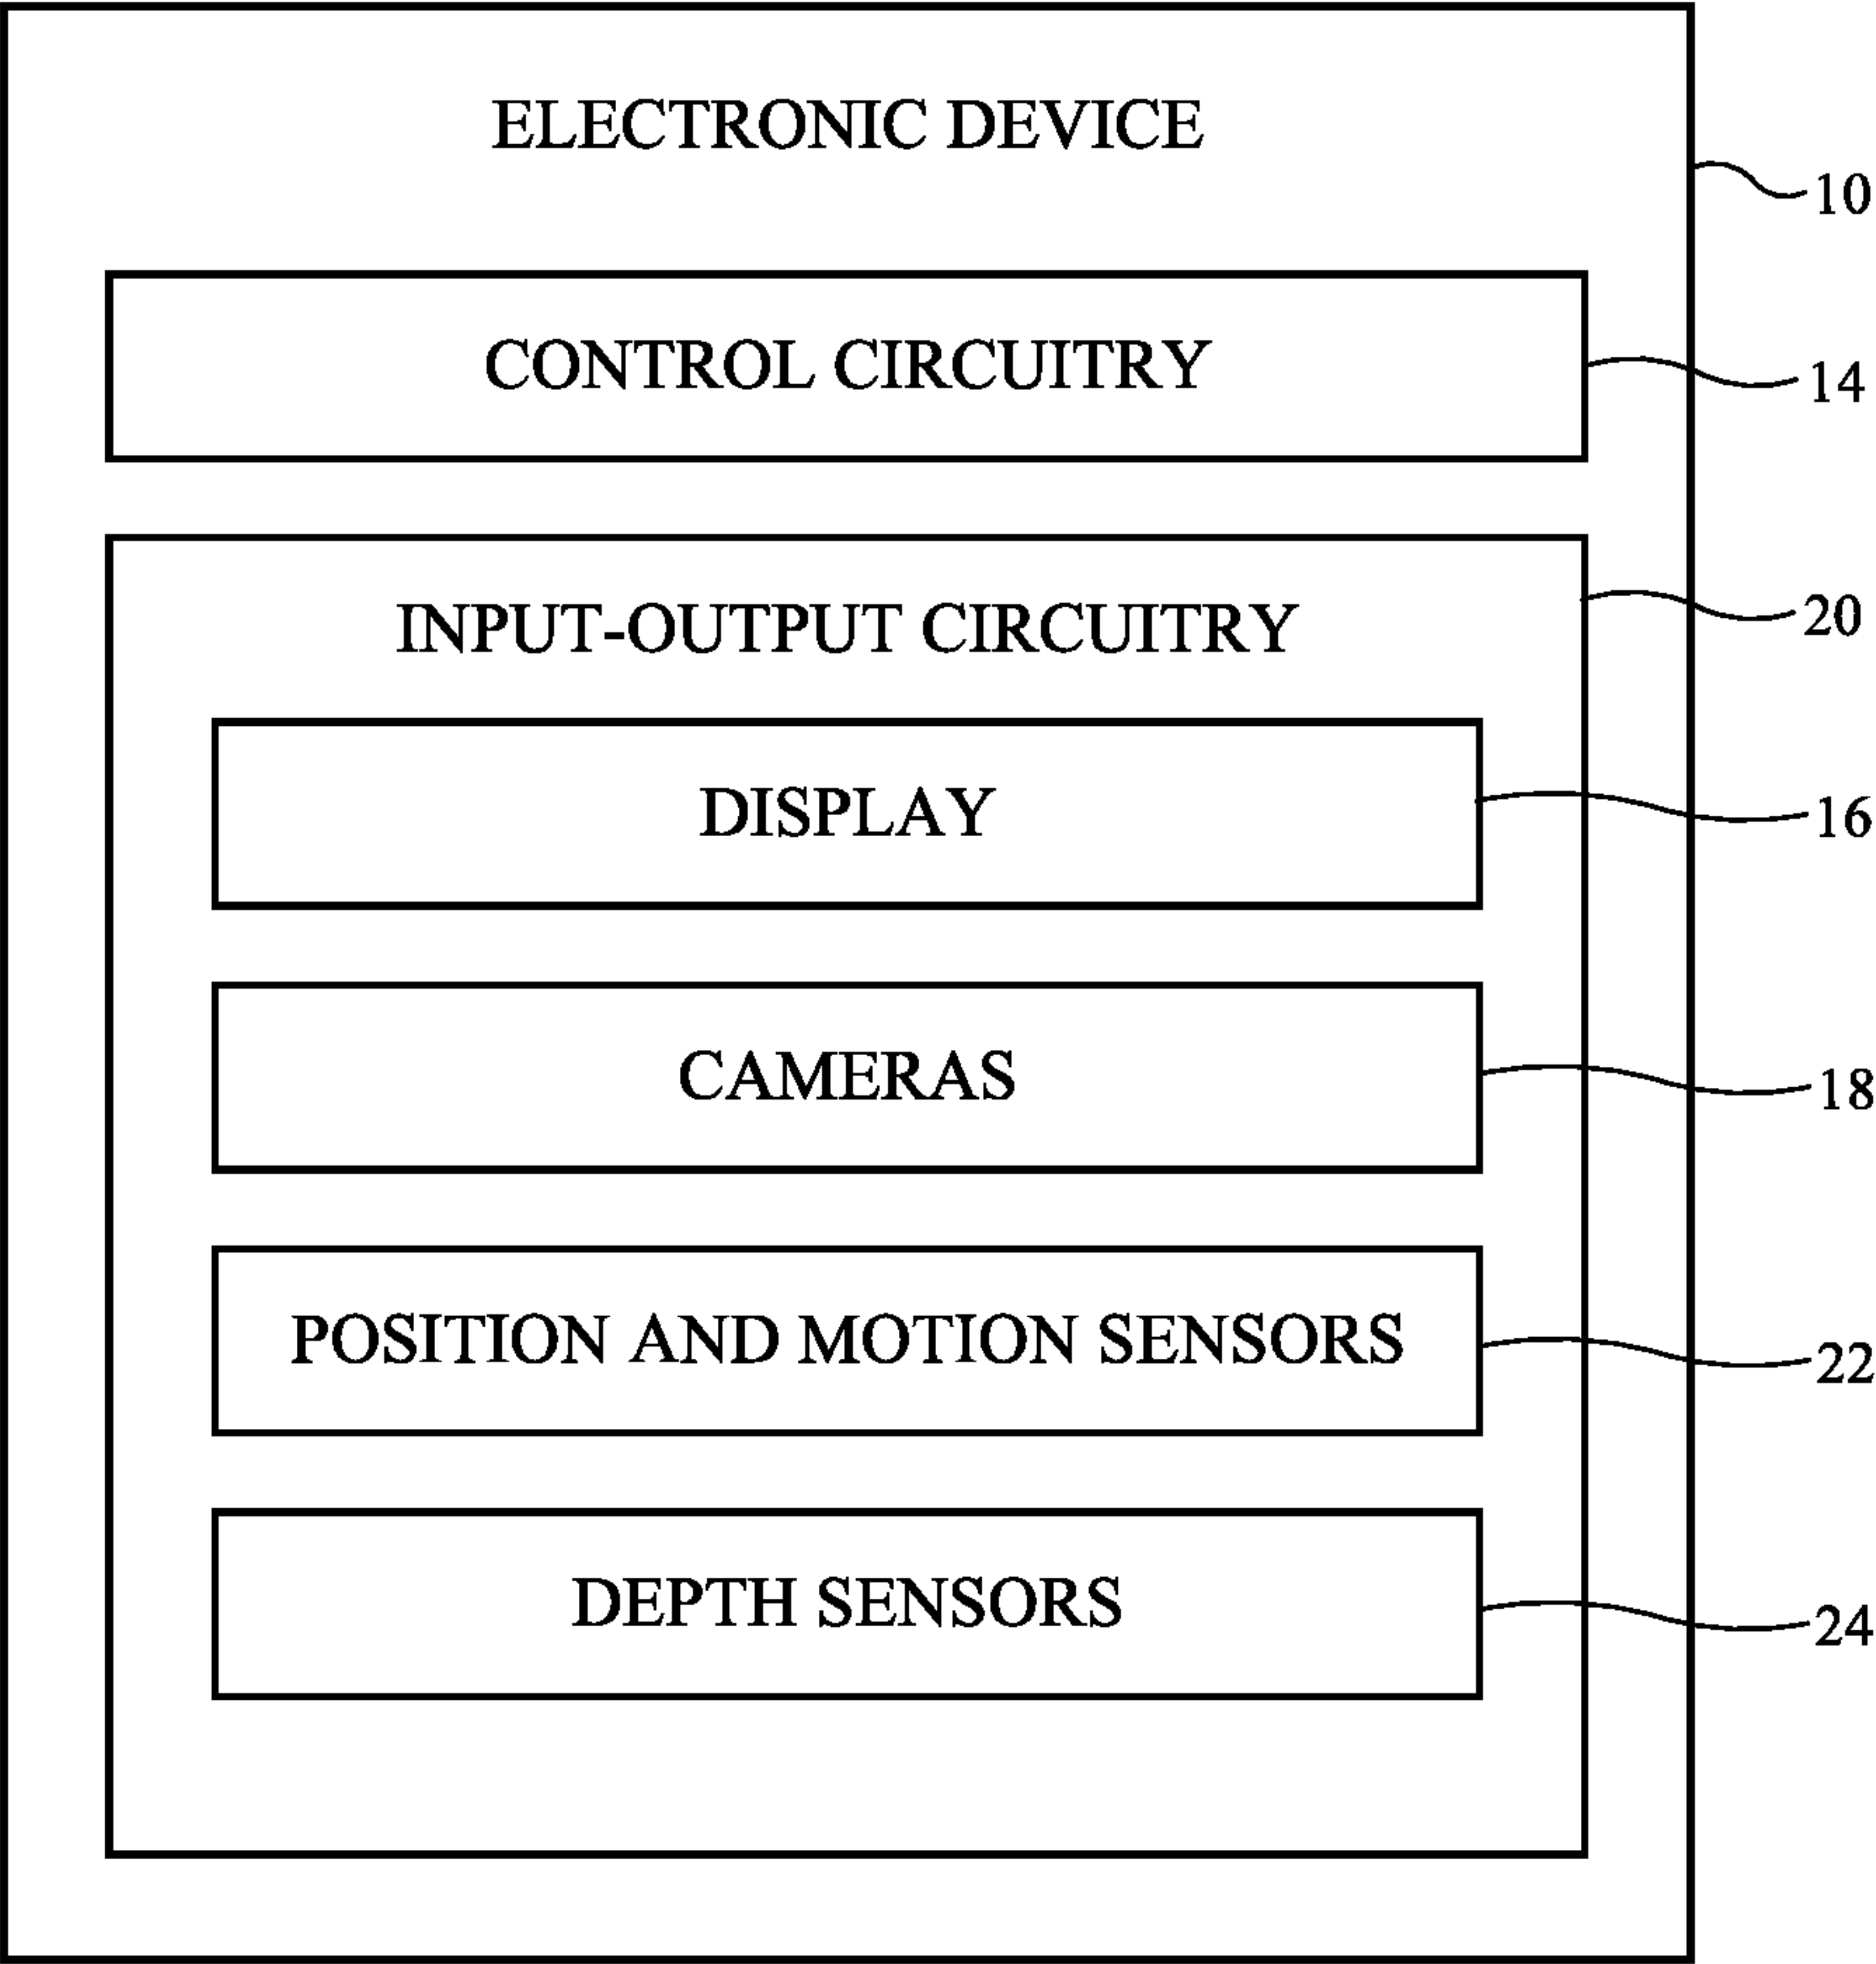 ELECTRONIC DEVICE
10
CONTROL CIRCUITRY
14
INPUT-OUTPUT CIRCUITRY
20
DISPLAY
16
CAMERAS
18
POSITION AND MOTION SENSORS
22
DEPTH SENSORS
24